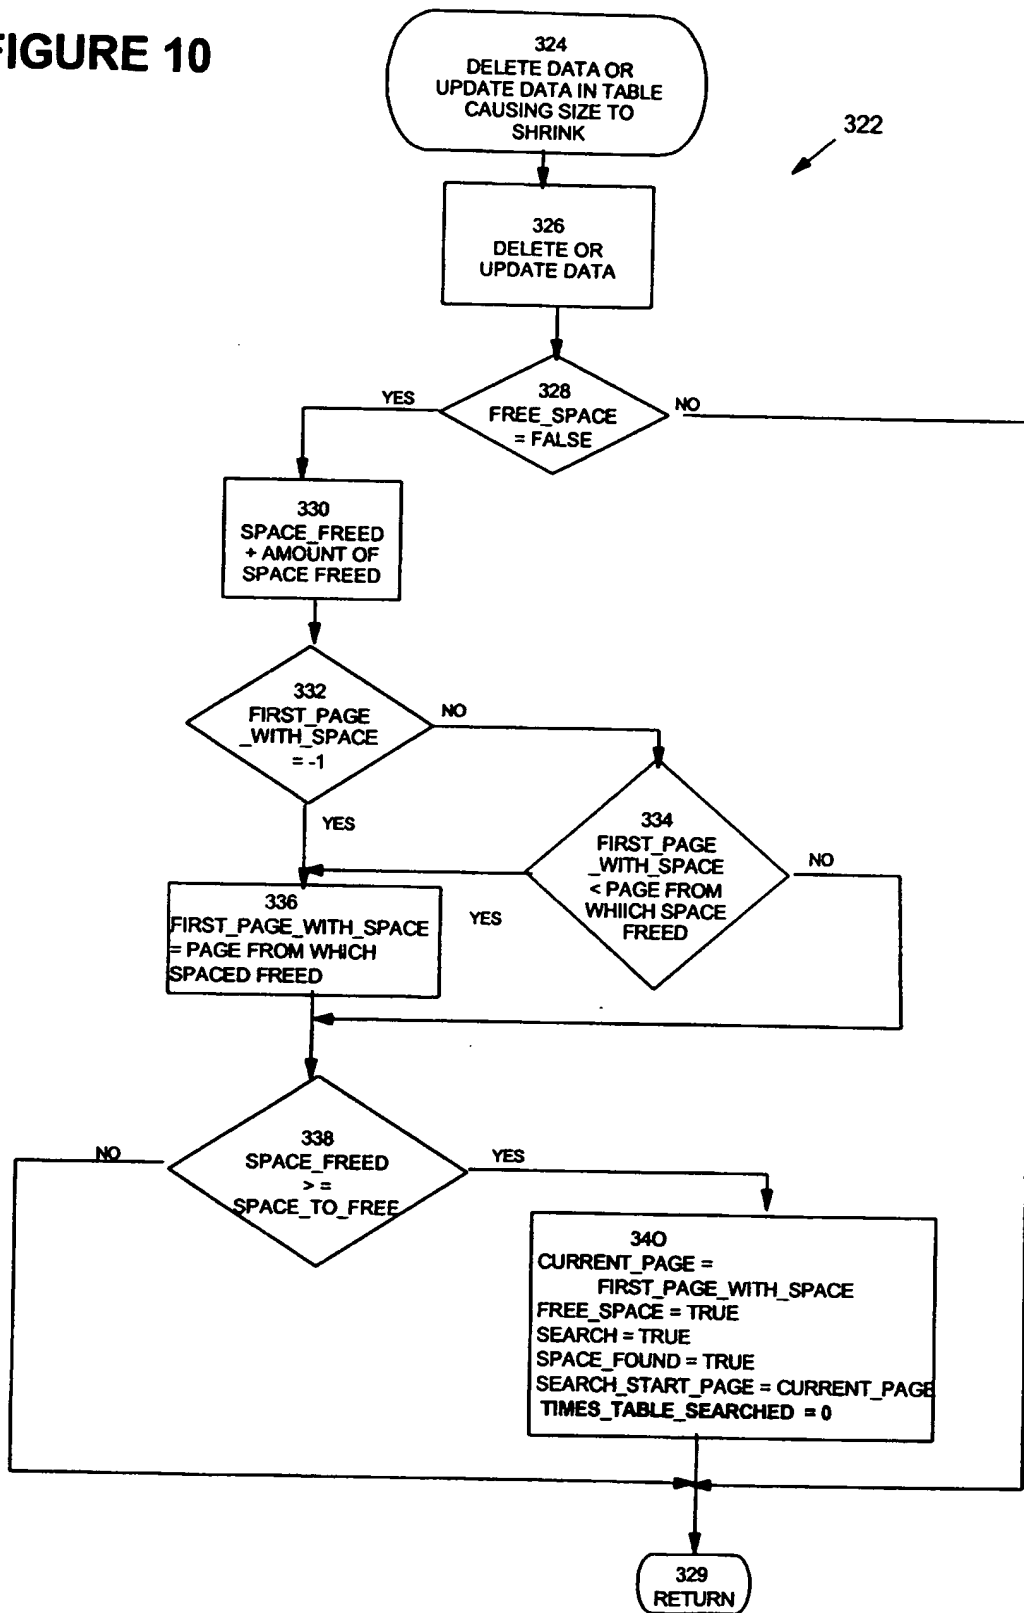 FIGURE 10
324
DELETE DATA OR
UPDATE DATA IN TABLE
CAUSING SIZE TO
SHRINK
322
326
DELETE OR
UPDATE DATA
328
FREE_SPACE
= FALSE
YES
NO
330
SPACE_FREED
+ AMOUNT OF
SPACE FREED
332
FIRST_PAGE
_WITH_SPACE
= -1
NO
YES
334
FIRST_PAGE
_WITH_SPACE
< PAGE FROM
WHIICH SPACE
FREED
NO
YES
336
FIRST_PAGE_WITH_SPACE
= PAGE FROM WHICH
SPACED FREED
338
SPACE_FREED
> =
SPACE_TO_FREE
NO
YES
340
CURRENT_PAGE =
FIRST_PAGE_WITH_SPACE
FREE_SPACE = TRUE
SEARCH = TRUE
SPACE_FOUND = TRUE
SEARCH_START_PAGE = CURRENT_PAGE
TIMES_TABLE_SEARCHED = 0
329
RETURN